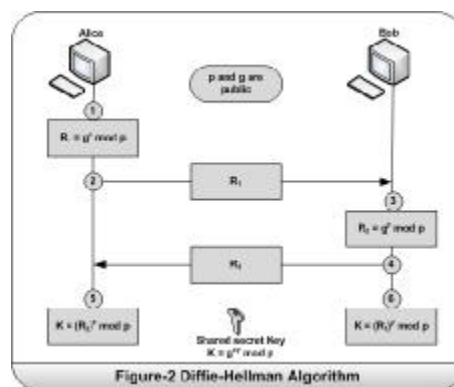 Alice
Bob
p and g are
public
1
R₁ = gˣ mod p
2
R₁
3
R₂ = gʸ mod p
R₂
4
5
6
K = (R₂)ˣ mod p
Shared secret Key
K = gˣʸ mod p
K = (R₁)ʸ mod p
Figure-2 Diffie-Hellman Algorithm